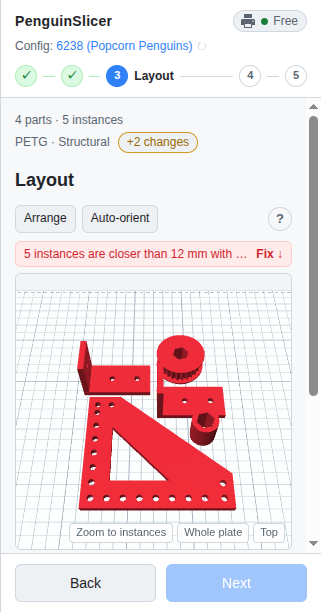 PenguinSlicer
Free
Config: 6238 (Popcorn Penguins)
3 Layout 4 5
4 parts · 5 instances
PETG · Structural +2 changes
Layout
Arrange Auto-orient ?
5 instances are closer than 12 mm with … Fix ↓
Zoom to instances Whole plate Top
Back Next